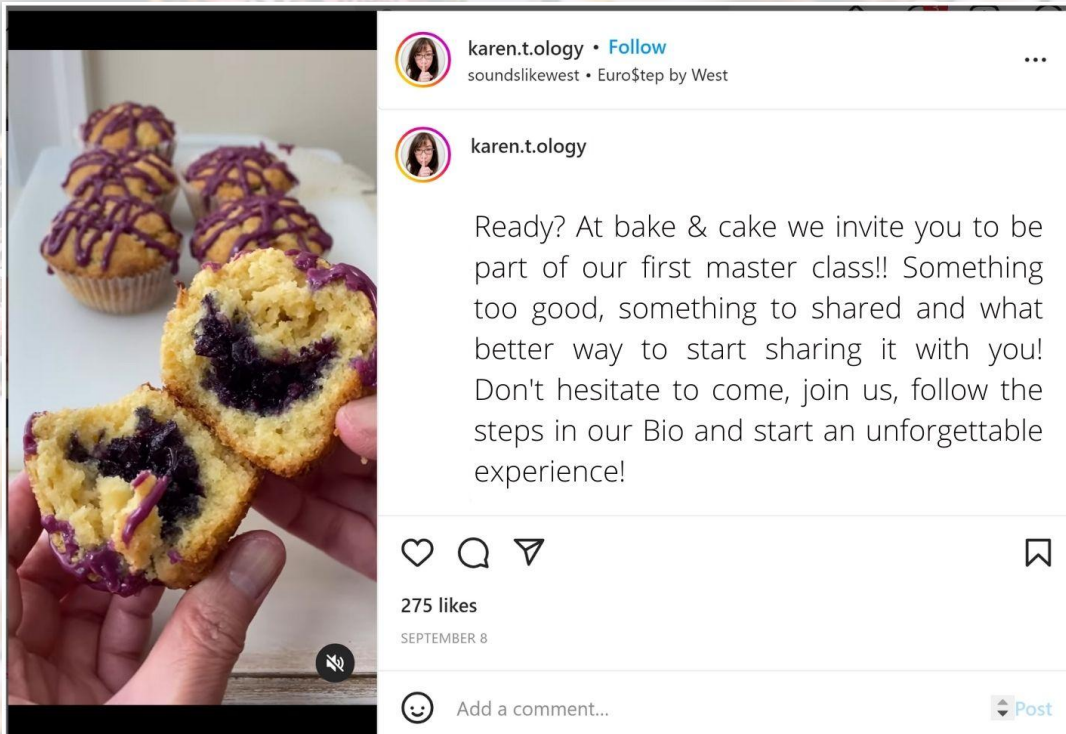 karen.t.ology • Follow
soundslikewest • Euro$tep by West
karen.t.ology
Ready? At bake & cake we invite you to be
part of our first master class!! Something
too good, something to shared and what
better way to start sharing it with you!
Don't hesitate to come, join us, follow the
steps in our Bio and start an unforgettable
experience!
275 likes
SEPTEMBER 8
Add a comment... Post